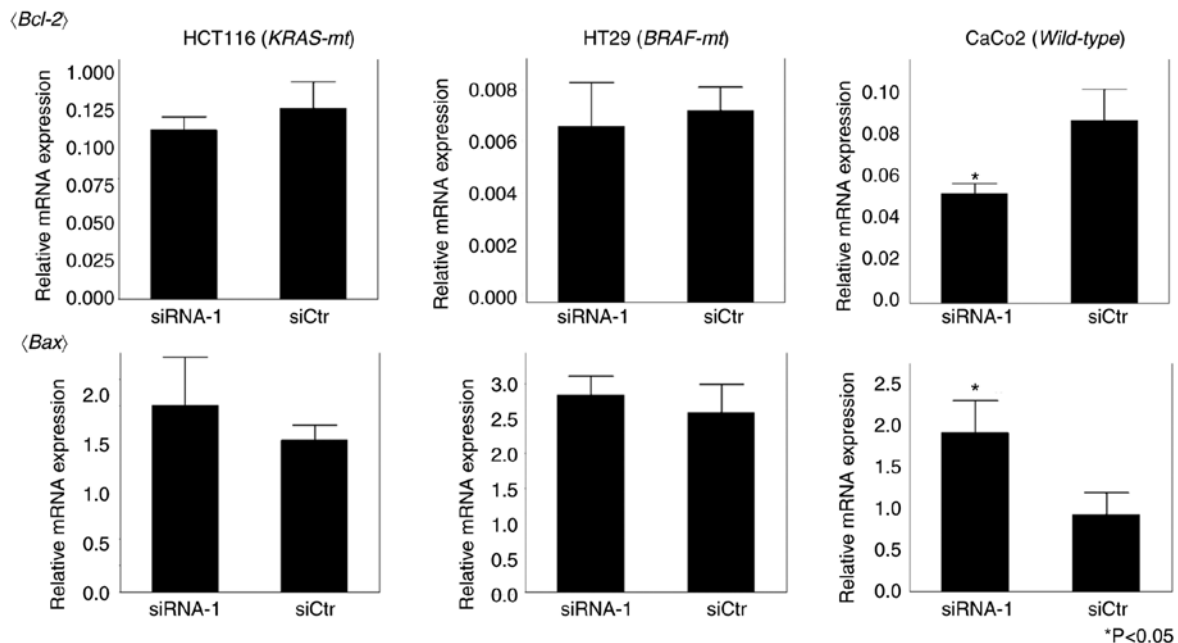 ⟨Bcl-2⟩
HCT116 (KRAS-mt)
Relative mRNA expression
1.000
0.125
0.100
0.075
0.050
0.025
0.000
siRNA-1 siCtr
HT29 (BRAF-mt)
Relative mRNA expression
0.008
0.006
0.004
0.002
0.000
siRNA-1 siCtr
CaCo2 (Wild-type)
Relative mRNA expression
0.10
0.08
0.06
0.04
0.02
0.0
*
siRNA-1 siCtr
⟨Bax⟩
Relative mRNA expression
2.0
1.5
1.0
0.5
0.0
siRNA-1 siCtr
Relative mRNA expression
3.0
2.5
2.0
1.5
1.0
0.5
0.0
siRNA-1 siCtr
Relative mRNA expression
2.5
2.0
1.5
1.0
0.5
0.0
*
siRNA-1 siCtr
*P<0.05